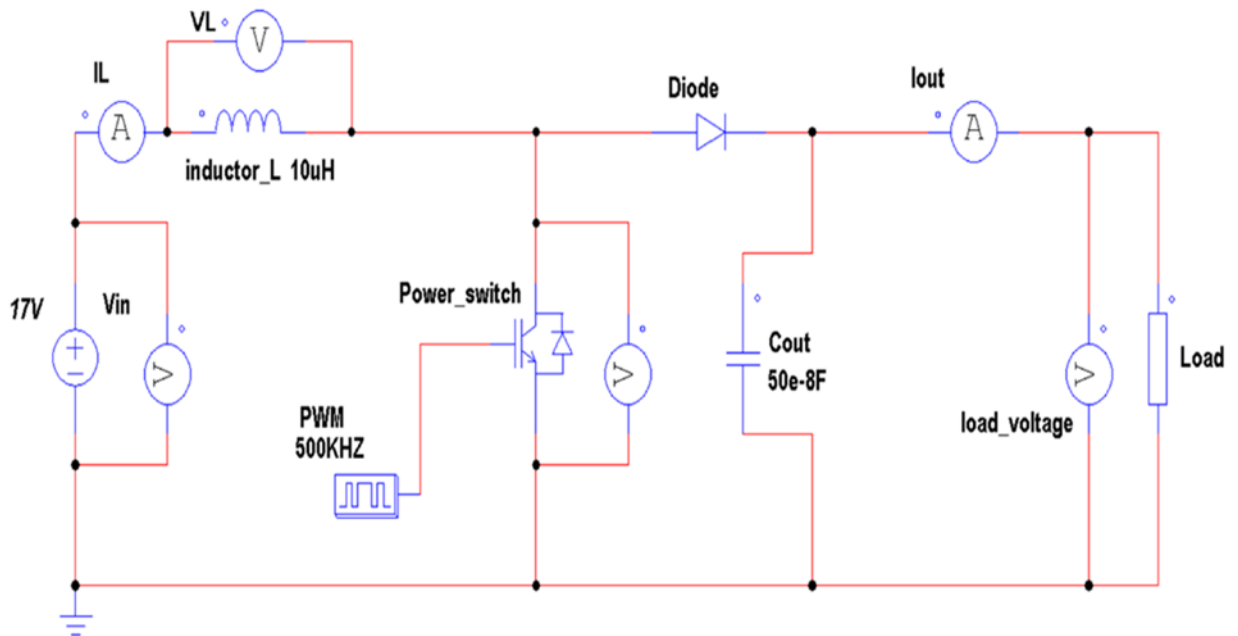 VL
V
IL
A
inductor_L 10uH
Diode
Iout
A
17V
Vin
V
Power_switch
V
PWM
500KHZ
Cout
50e-8F
V
load_voltage
Load